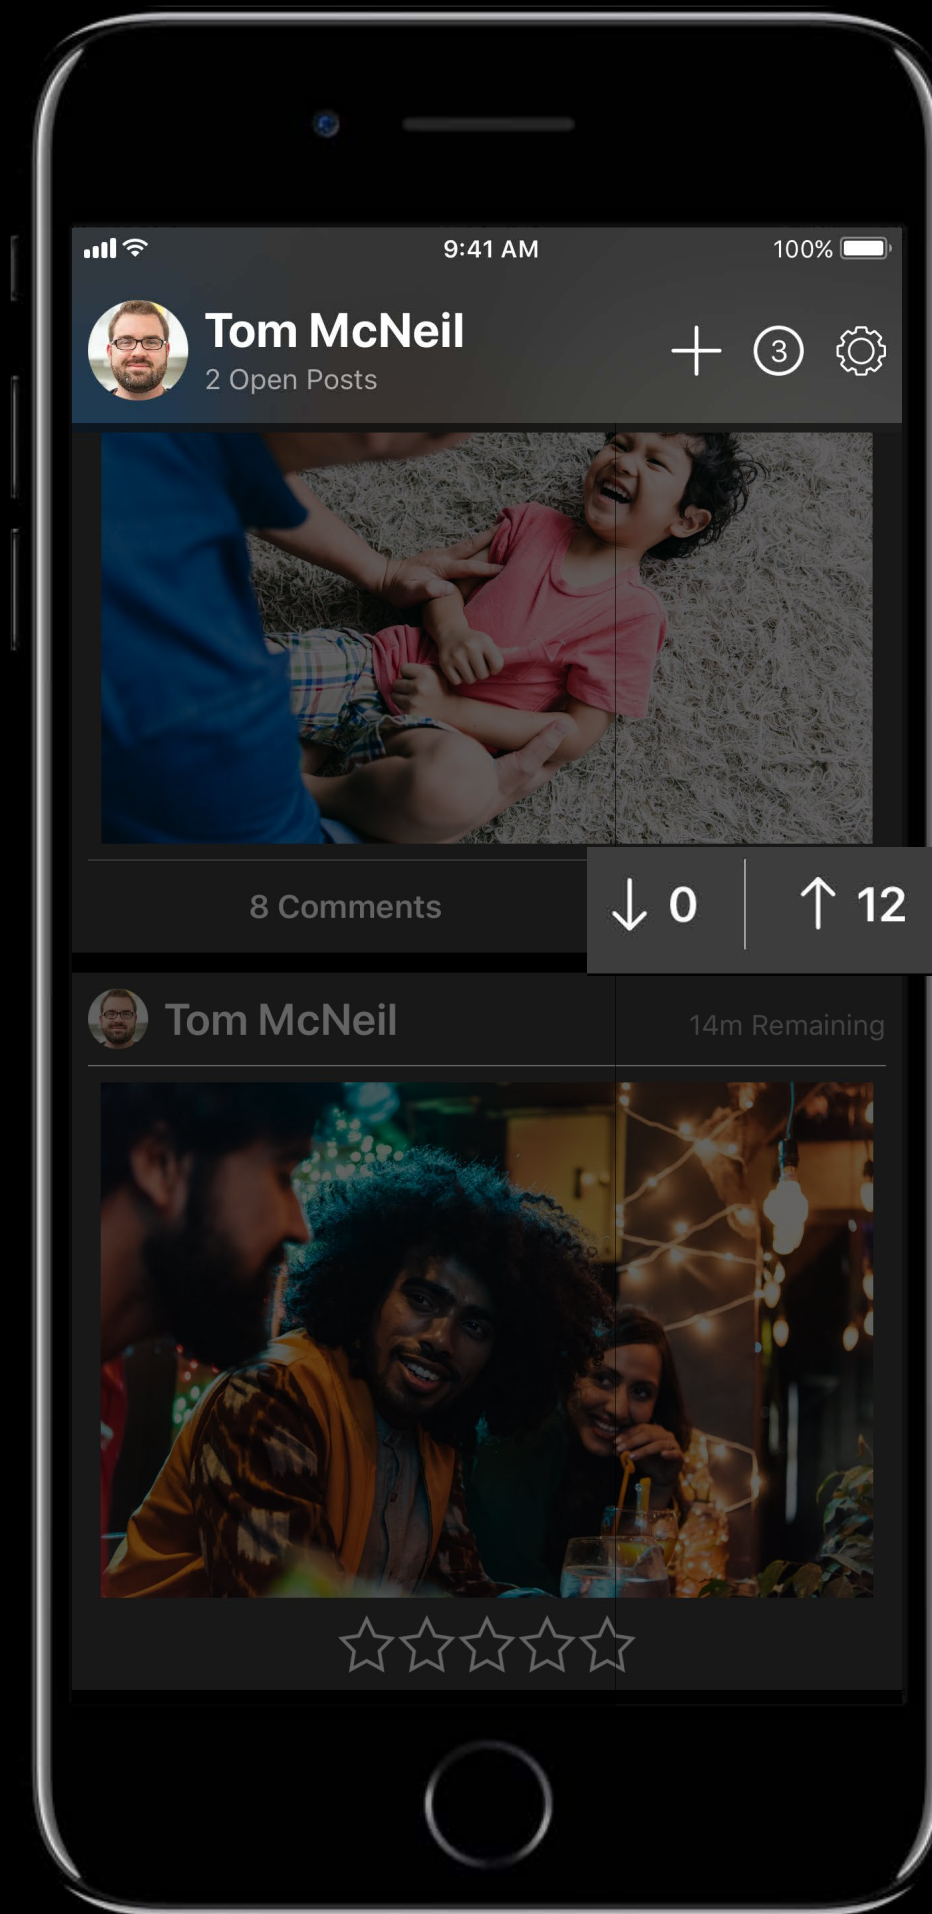 9:41 AM
100%
Tom McNeil
2 Open Posts
3
8 Comments
0
12
Tom McNeil
14m Remaining